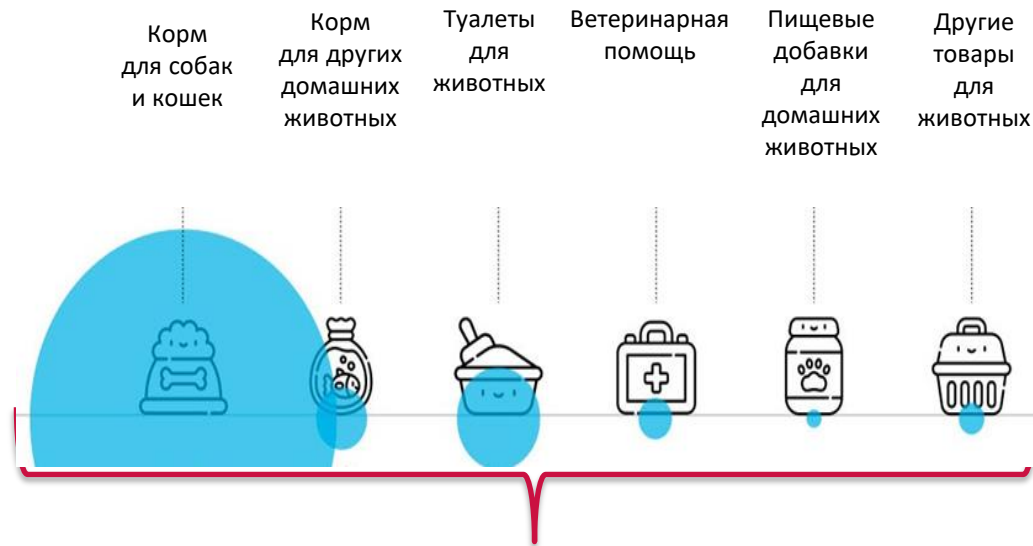 Корм
для собак
и кошек
Корм
для других
домашних
животных
Туалеты
для
животных
Ветеринарная
помощь
Пищевые
добавки
для
домашних
животных
Другие
товары
для
животных